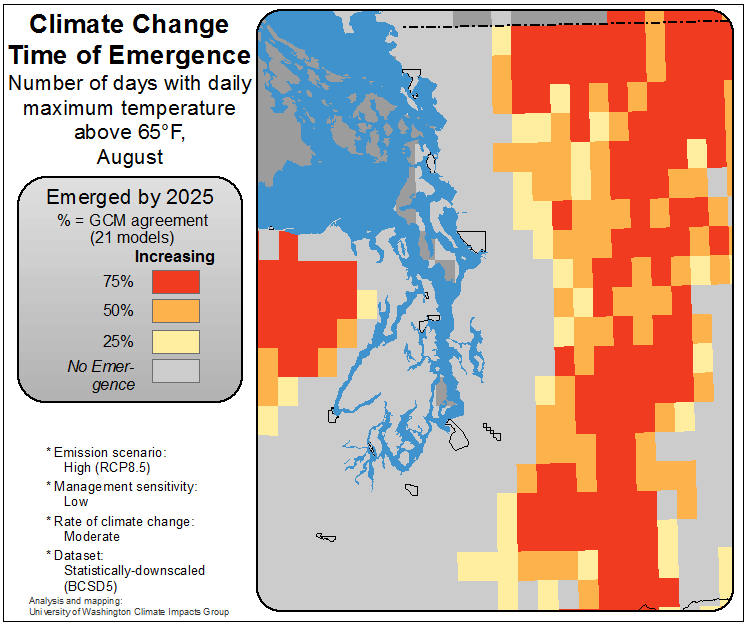 Climate Change
Time of Emergence
Number of days with daily
maximum temperature
above 65°F,
August
Emerged by 2025
% = GCM agreement
(21 models)
Increasing
75%
50%
25%
No Emer-
gence
* Emission scenario:
High (RCP8.5)
* Management sensitivity:
Low
* Rate of climate change:
Moderate
* Dataset:
Statistically-downscaled
(BCSD5)
Analysis and mapping:
University of Washington Climate Impacts Group